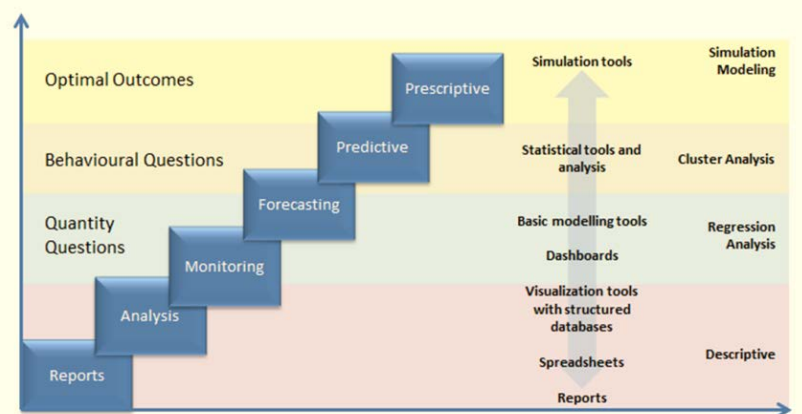 Optimal Outcomes
Behavioural Questions
Quantity
Questions
Prescriptive
Predictive
Forecasting
Monitoring
Analysis
Reports
Simulation tools
Statistical tools and
analysis
Basic modelling tools
Dashboards
Visualization tools
with structured
databases
Spreadsheets
Reports
Simulation
Modeling
Cluster Analysis
Regression
Analysis
Descriptive